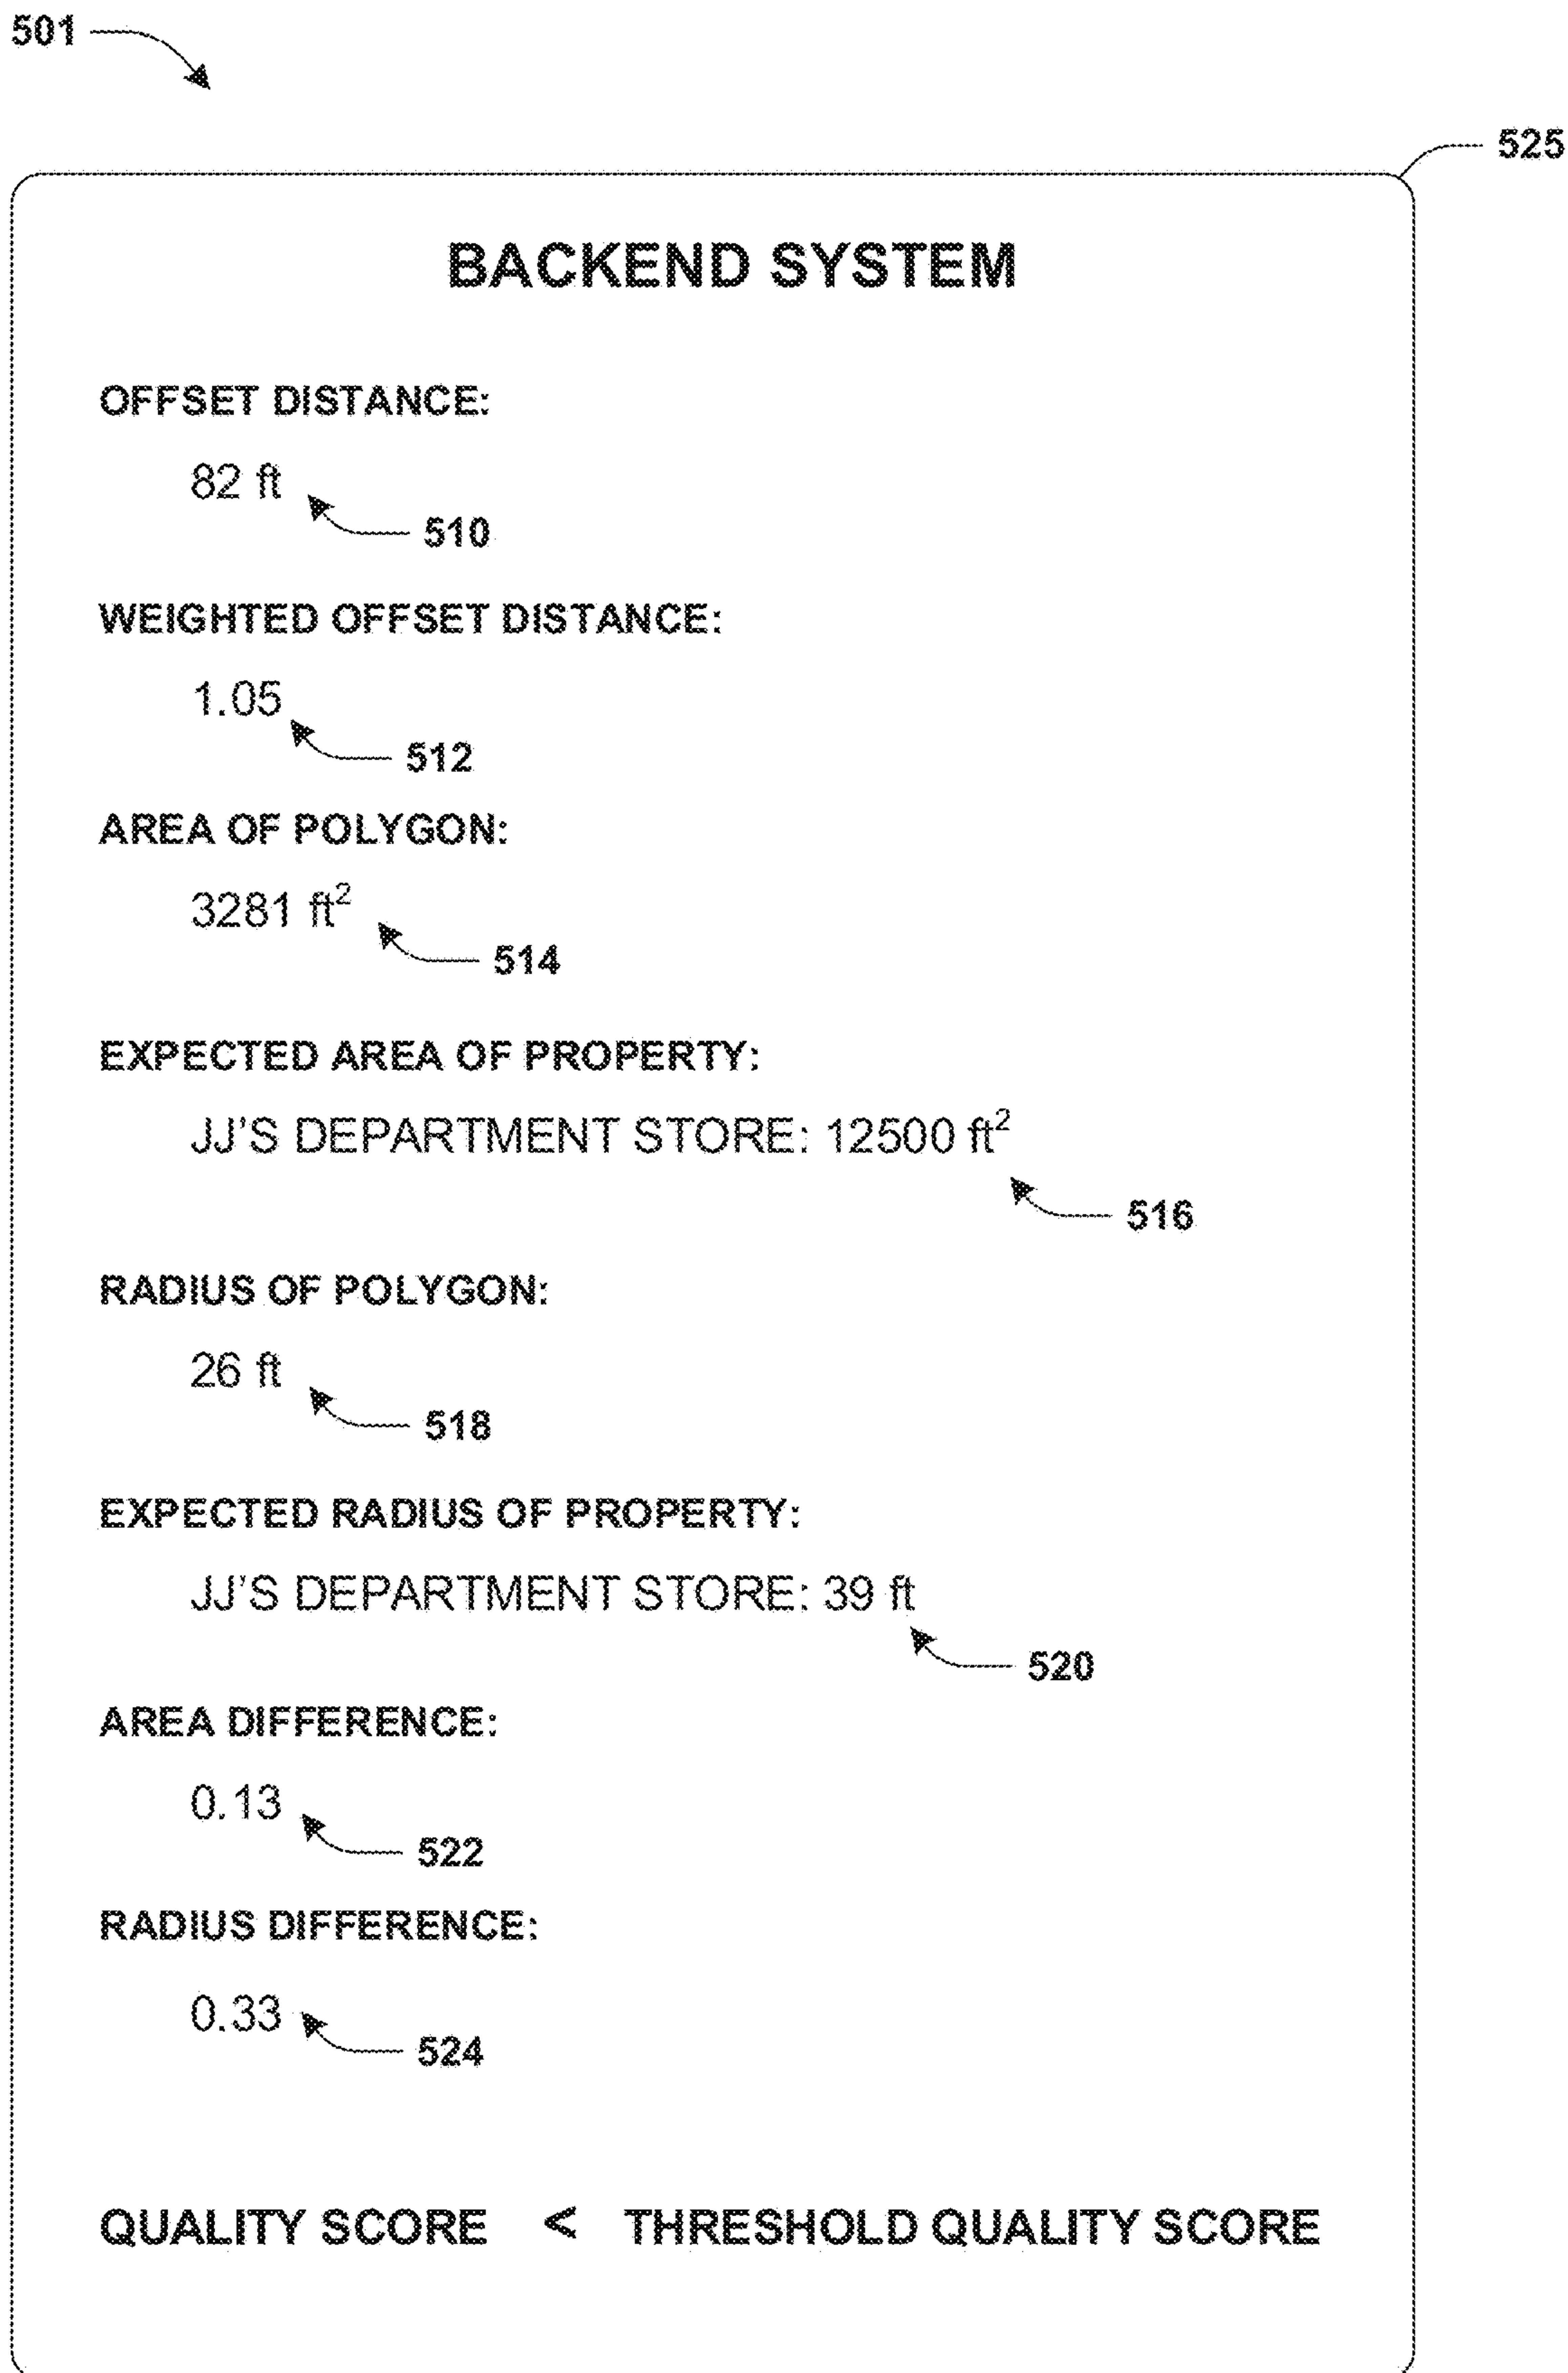 501
525
BACKEND SYSTEM
OFFSET DISTANCE:
82 ft
510
WEIGHTED OFFSET DISTANCE:
1.05
512
AREA OF POLYGON:
3281 ft²
514
EXPECTED AREA OF PROPERTY:
JJ'S DEPARTMENT STORE: 12500 ft²
516
RADIUS OF POLYGON:
26 ft
518
EXPECTED RADIUS OF PROPERTY:
JJ'S DEPARTMENT STORE: 39 ft
520
AREA DIFFERENCE:
0.13
522
RADIUS DIFFERENCE:
0.33
524
QUALITY SCORE < THRESHOLD QUALITY SCORE